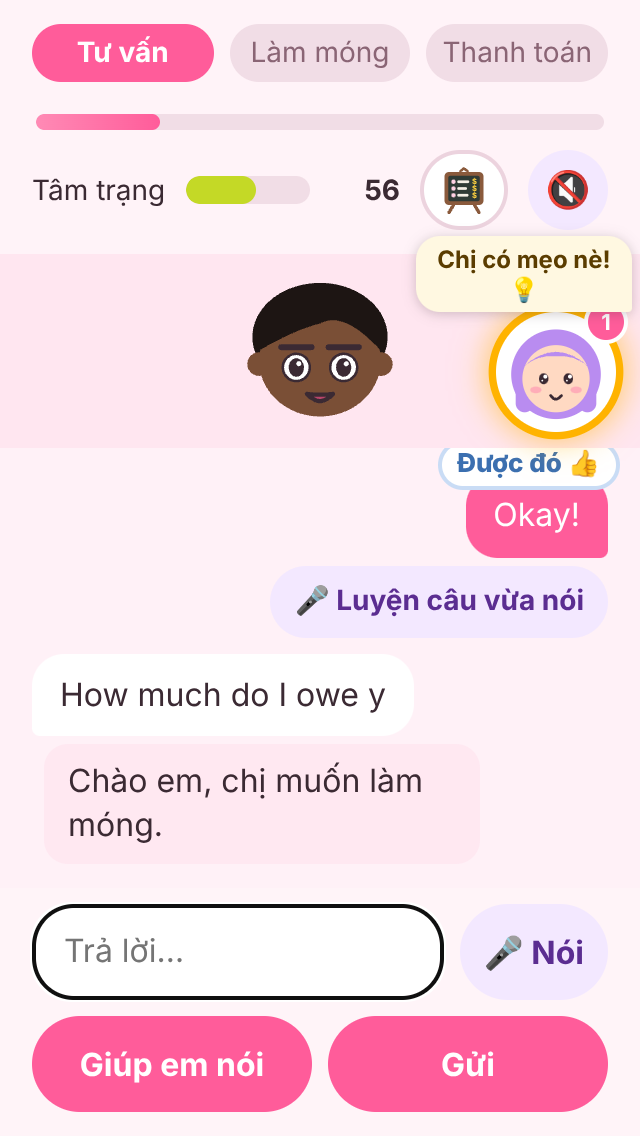 Tư vấn
Làm móng
Thanh toán
Tâm trạng
56
Chị có mẹo nè!
💡
1
Được đó 👍
Okay!
🎤 Luyện câu vừa nói
How much do I owe y
Chào em, chị muốn làm
móng.
Trả lời...
🎤 Nói
Giúp em nói
Gửi